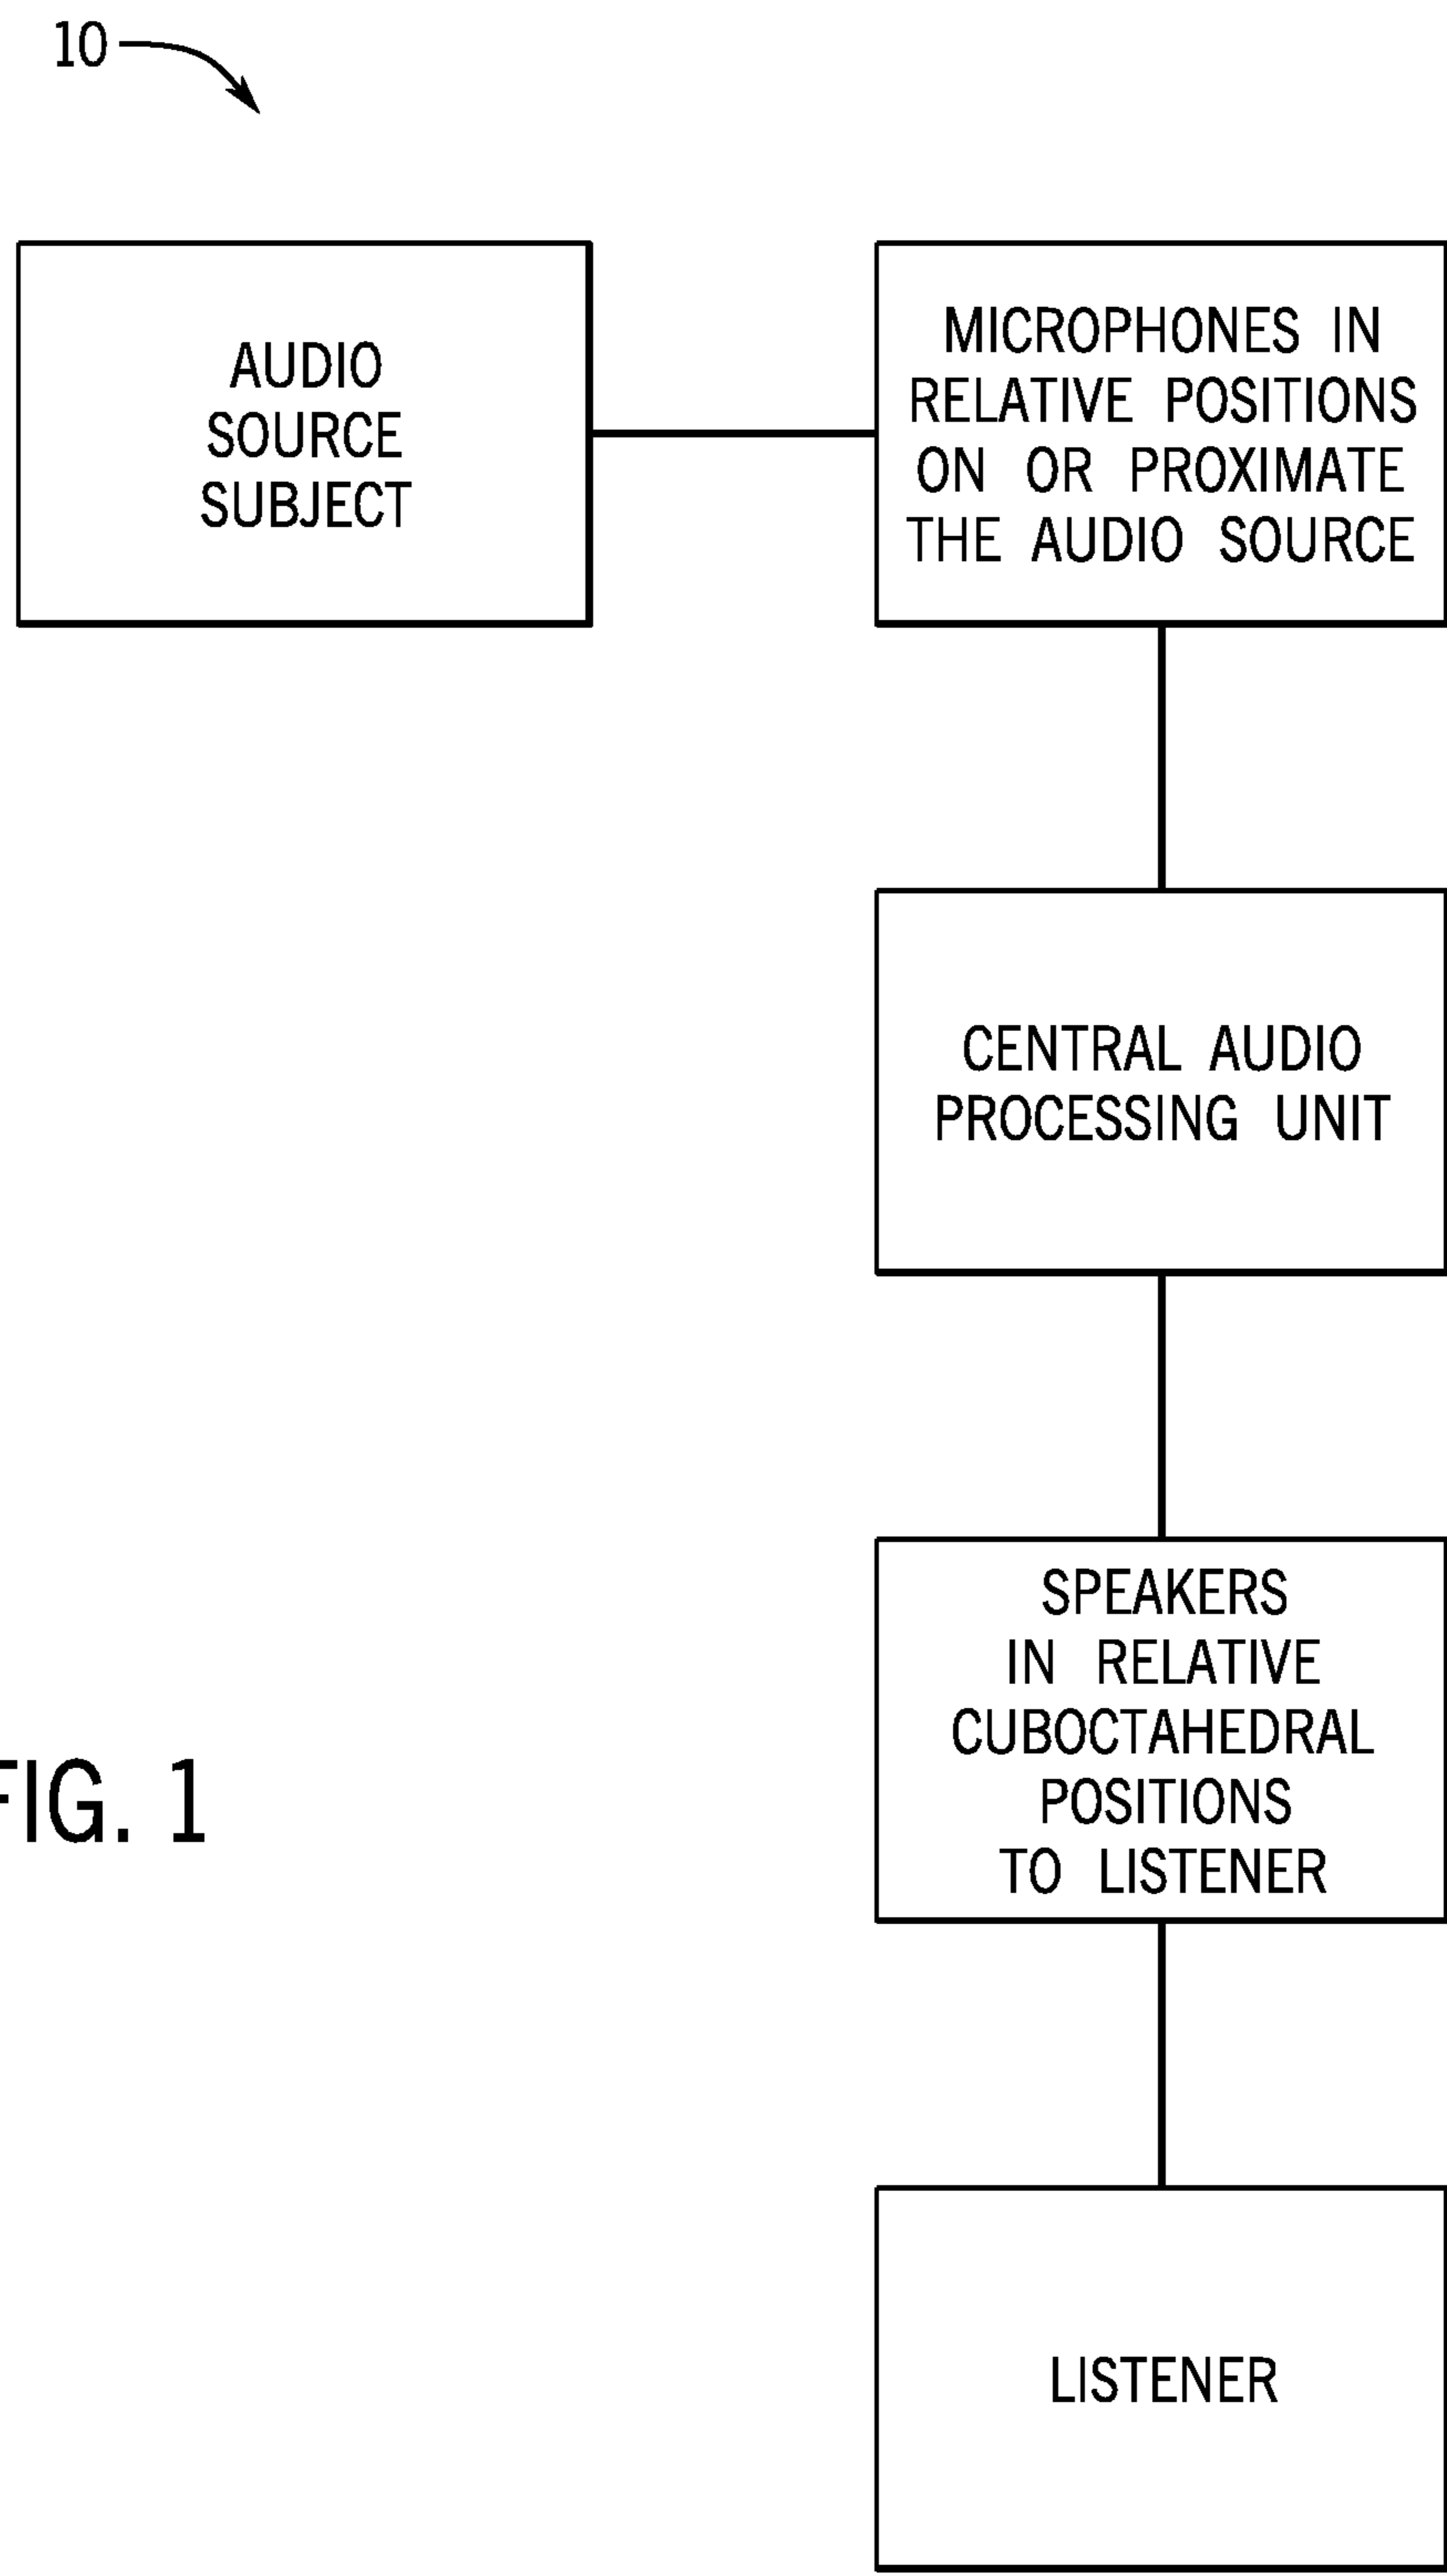 10
AUDIO
SOURCE
SUBJECT
MICROPHONES IN
RELATIVE POSITIONS
ON OR PROXIMATE
THE AUDIO SOURCE
CENTRAL AUDIO
PROCESSING UNIT
SPEAKERS
IN RELATIVE
CUBOCTAHEDRAL
POSITIONS
TO LISTENER
FIG. 1
LISTENER